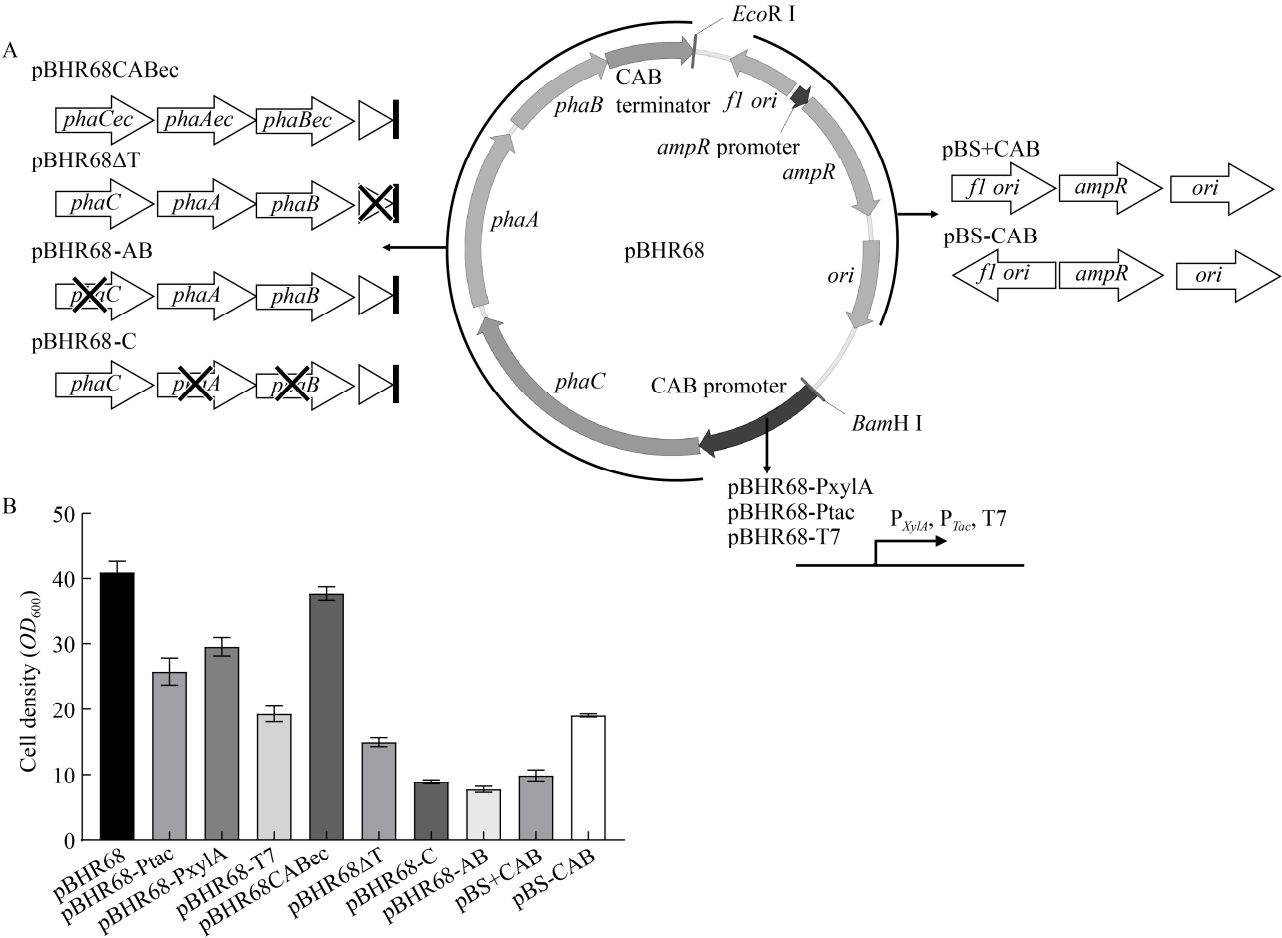 A
pBHR68CABec
phaCec phaAec phaBec
pBHR68ΔT
phaC phaA phaB
pBHR68-AB
phaC phaA phaB
pBHR68-C
phaC phaA phaB
EcoR I
CAB
terminator
phaB
f1 ori
ampR promoter
ampR
phaA
pBHR68
ori
phaC
CAB promoter
BamH I
pBS+CAB
f1 ori ampR ori
pBS-CAB
f1 ori ampR ori
pBHR68-PxylA
pBHR68-Ptac
pBHR68-T7
PXylA, PTac, T7
B
Cell density (OD600)
50
40
30
20
10
0
pBHR68
pBHR68-Ptac
pBHR68-PxylA
pBHR68-T7
pBHR68CABec
pBHR68ΔT
pBHR68-C
pBHR68-AB
pBS+CAB
pBS-CAB